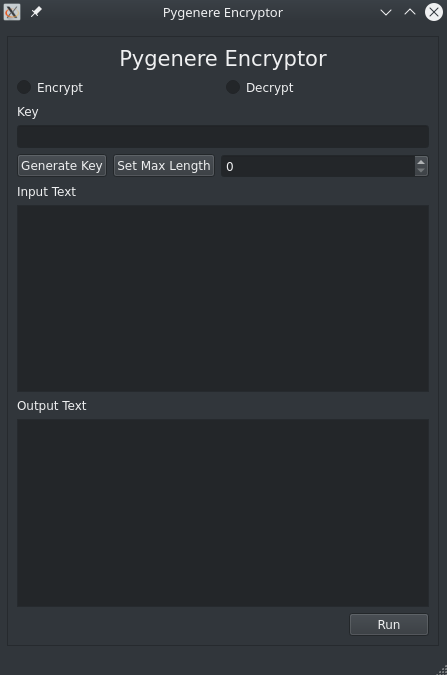 Pygenere Encryptor
Pygenere Encryptor
Encrypt Decrypt
Key
Generate Key Set Max Length 0
Input Text
Output Text
Run